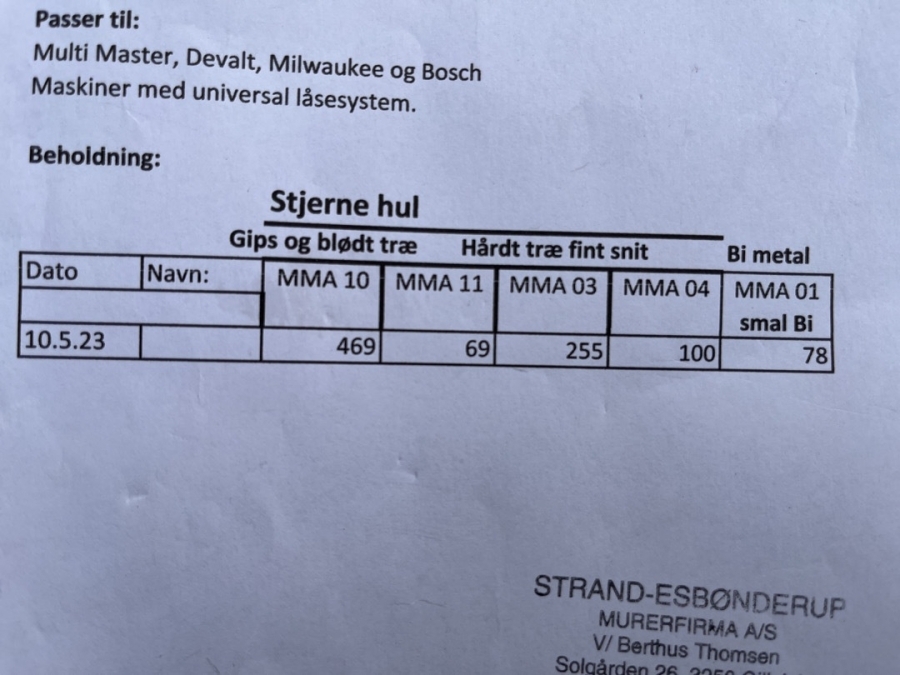 Passer til:
Multi Master, Devalt, Milwaukee og Bosch
Maskiner med universal låsesystem.
Beholdning:
Stjerne hul
Gips og blødt træ Hårdt træ fint snit Bi metal
Dato Navn: MMA 10 MMA 11 MMA 03 MMA 04 MMA 01
smal Bi
10.5.23 469 69 255 100 78
STRAND-ESBØNDERUP
MURERFIRMA A/S
V/ Berthus Thomsen
Solgården 26